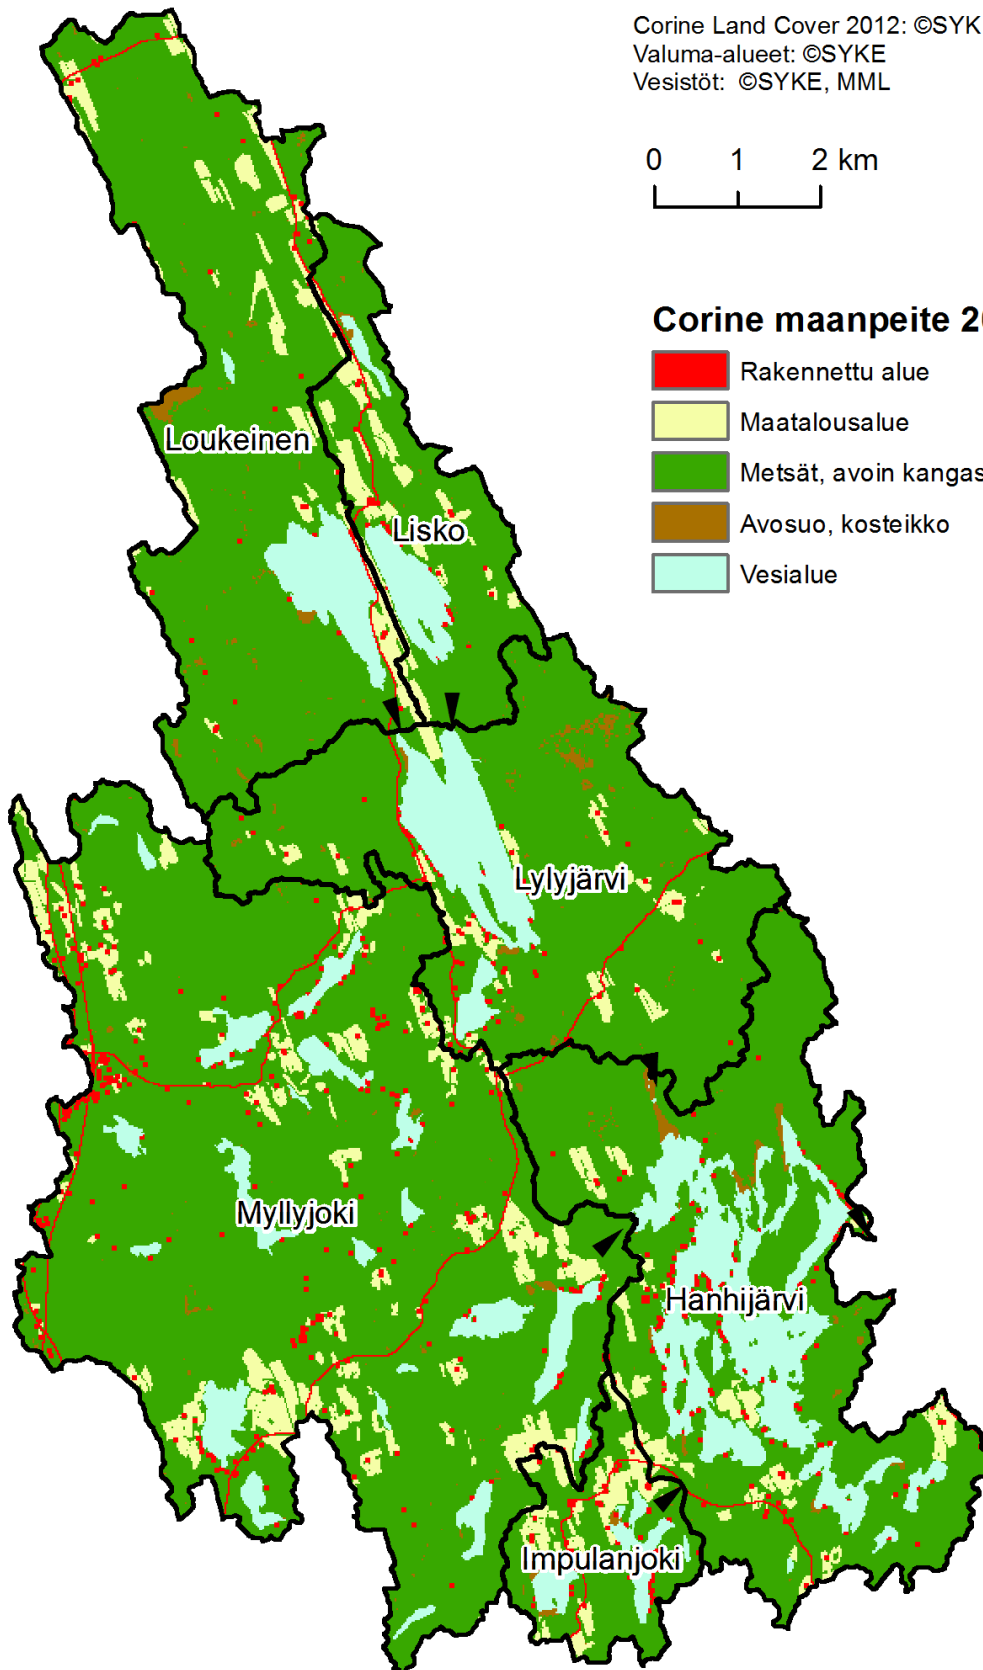 Corine Land Cover 2012: ©SYK
Valuma-alueet: ©SYKE
Vesistöt: ©SYKE, MML
0 1 2 km
Corine maanpeite 20
Rakennettu alue
Maatalousalue
Metsät, avoin kangas
Avosuo, kosteikko
Vesialue
Loukeinen
Lisko
Lylyjärvi
Myllyjoki
Hanhijärvi
Impulanjoki